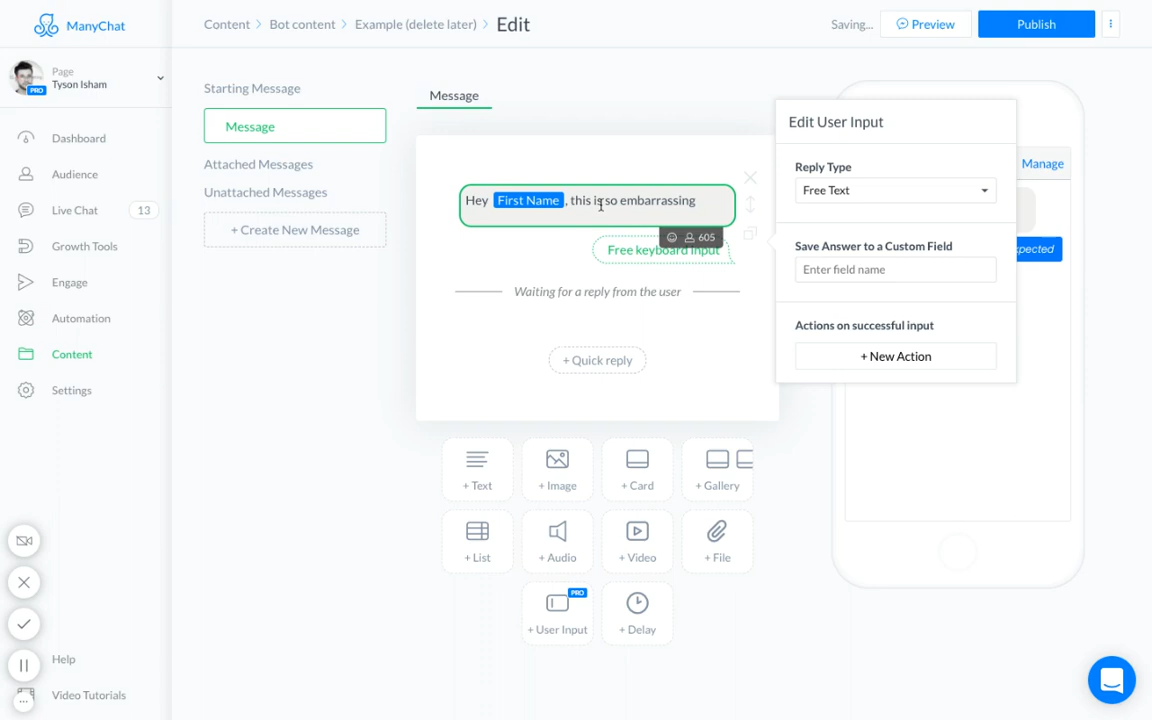 ManyChat
Content
Bot content
Example (delete later)
Edit
Saving...
Preview
Publish
Page
Tyson Isham
PRO
Dashboard
Audience
Live Chat
13
Growth Tools
Engage
Automation
Content
Settings
Help
Video Tutorials
Starting Message
Message
Attached Messages
Unattached Messages
+ Create New Message
Message
Hey First Name , this is so embarrassing
605
Free keyboard input
Waiting for a reply from the user
+ Quick reply
+ Text
+ Image
+ Card
+ Gallery
+ List
+ Audio
+ Video
+ File
PRO
+ User Input
+ Delay
Edit User Input
Reply Type
Free Text
Save Answer to a Custom Field
Enter field name
Actions on successful input
+ New Action
Manage
xpected